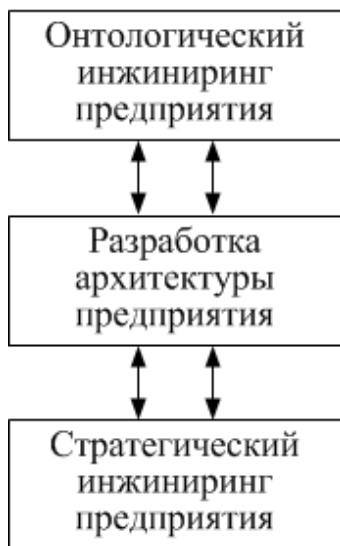 Онтологический
инжиниринг
предприятия
Разработка
архитектуры
предприятия
Стратегический
инжиниринг
предприятия